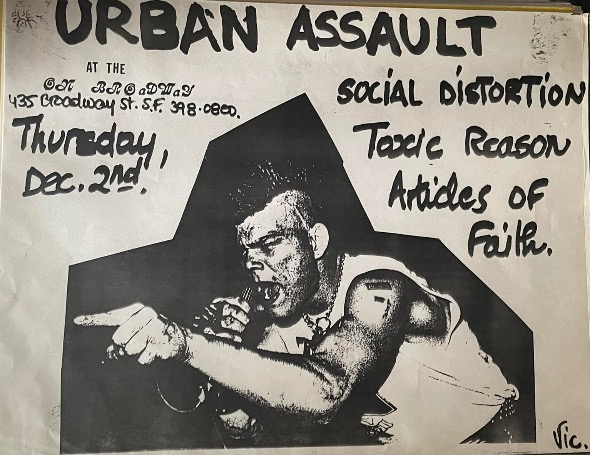 URBAN ASSAULT
AT THE
ON BROADWAY
435 Broadway St. S.F. 398-0800.
Thursday,
Dec. 2nd.
SOCIAL DISTORTION
Toxic Reason
Articles OF
Faith.
Vic.